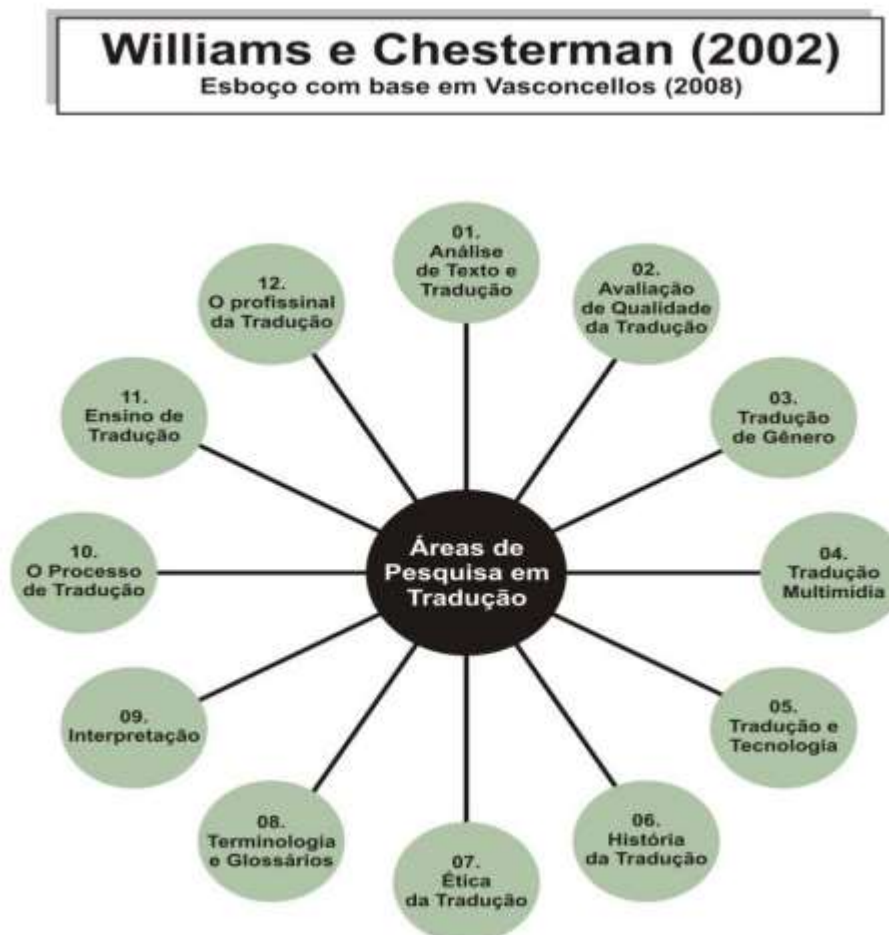 Williams e Chesterman (2002)
Esboço com base em Vasconcellos (2008)
01.
Análise
de Texto e
Tradução
02.
Avaliação
de Qualidade
da Tradução
03.
Tradução
de Gênero
04.
Tradução
Multimídia
05.
Tradução e
Tecnologia
06.
História
da Tradução
07.
Ética
da Tradução
08.
Terminologia
e Glossários
09.
Interpretação
10.
O Processo
de Tradução
11.
Ensino de
Tradução
12.
O profissinal
da Tradução
Áreas de
Pesquisa em
Tradução